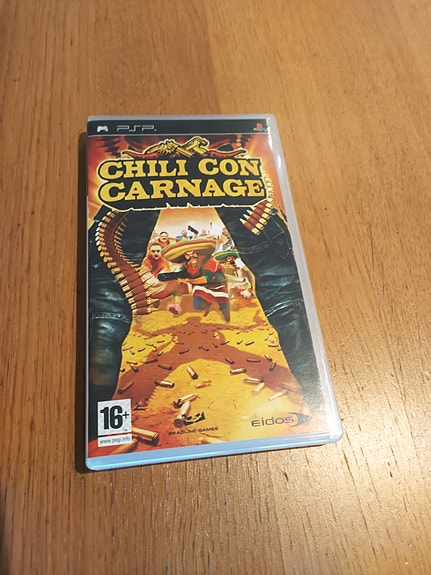 PSP
CHILI CON
CARNAGE
16+
www.pegi.info
DEADLINE GAMES
eidos